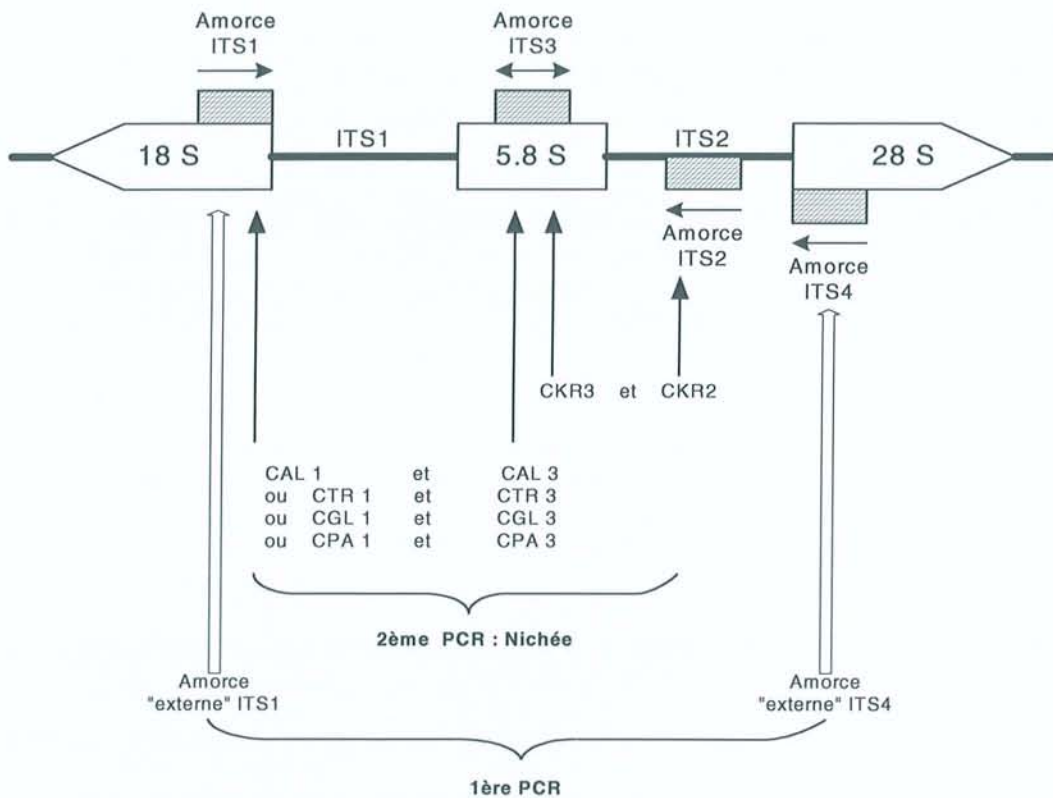 Amorce
ITS1
Amorce
ITS3
18 S
ITS1
5.8 S
ITS2
28 S
Amorce
ITS2
Amorce
ITS4
CKR3 et CKR2
CAL 1 et CAL 3
ou CTR 1 et CTR 3
ou CGL 1 et CGL 3
ou CPA 1 et CPA 3
2ème PCR : Nichée
Amorce
"externe" ITS1
Amorce
"externe" ITS4
1ère PCR